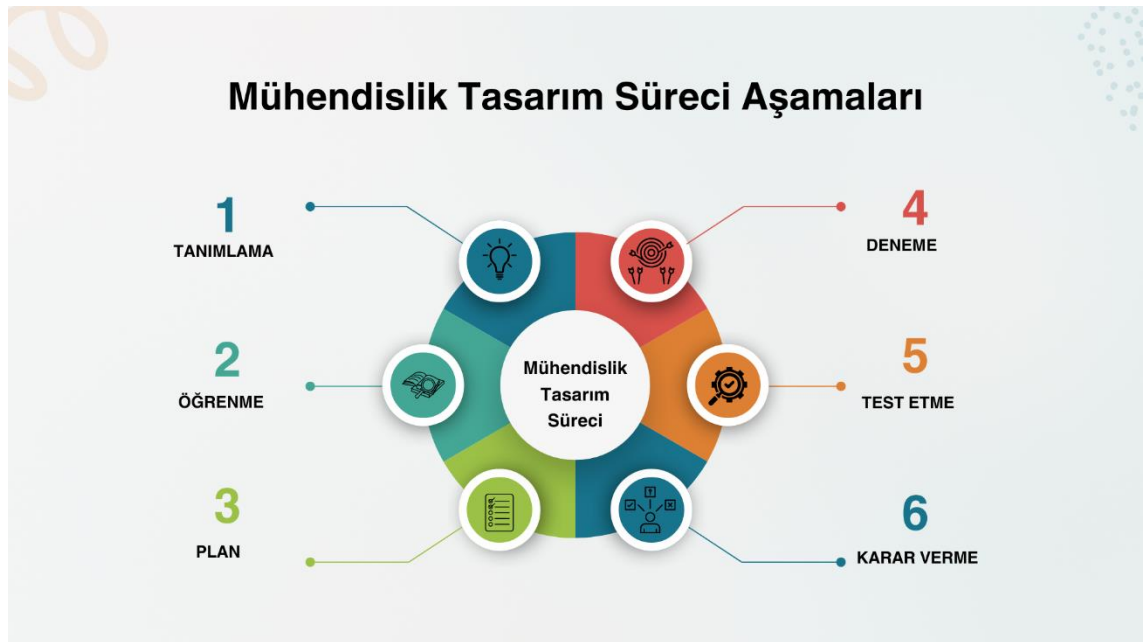 Mühendislik Tasarım Süreci Aşamaları
1
TANIMLAMA
2
ÖĞRENME
3
PLAN
Mühendislik
Tasarım
Süreci
4
DENEME
5
TEST ETME
6
KARAR VERME